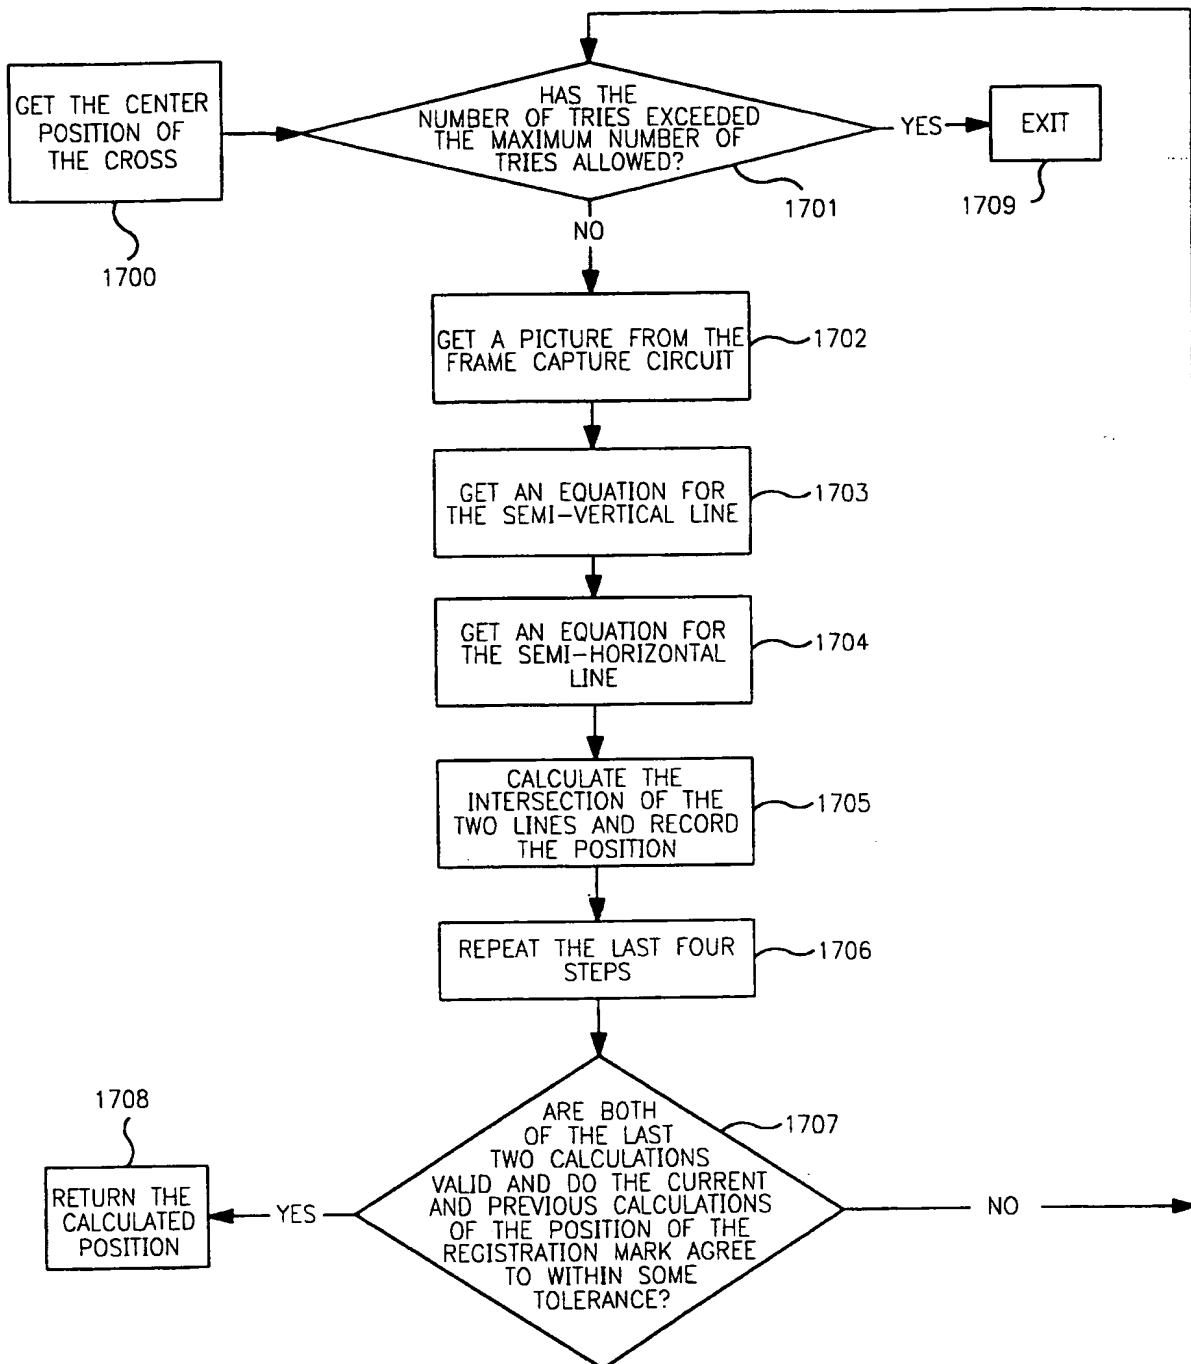 GET THE CENTER
POSITION OF
THE CROSS
1700
HAS THE
NUMBER OF TRIES EXCEEDED
THE MAXIMUM NUMBER OF
TRIES ALLOWED?
1701
YES
EXIT
1709
NO
GET A PICTURE FROM THE
FRAME CAPTURE CIRCUIT
1702
GET AN EQUATION FOR
THE SEMI-VERTICAL LINE
1703
GET AN EQUATION FOR
THE SEMI-HORIZONTAL
LINE
1704
CALCULATE THE
INTERSECTION OF THE
TWO LINES AND RECORD
THE POSITION
1705
REPEAT THE LAST FOUR
STEPS
1706
ARE BOTH
OF THE LAST
TWO CALCULATIONS
VALID AND DO THE CURRENT
AND PREVIOUS CALCULATIONS
OF THE POSITION OF THE
REGISTRATION MARK AGREE
TO WITHIN SOME
TOLERANCE?
1707
YES
1708
RETURN THE
CALCULATED
POSITION
NO